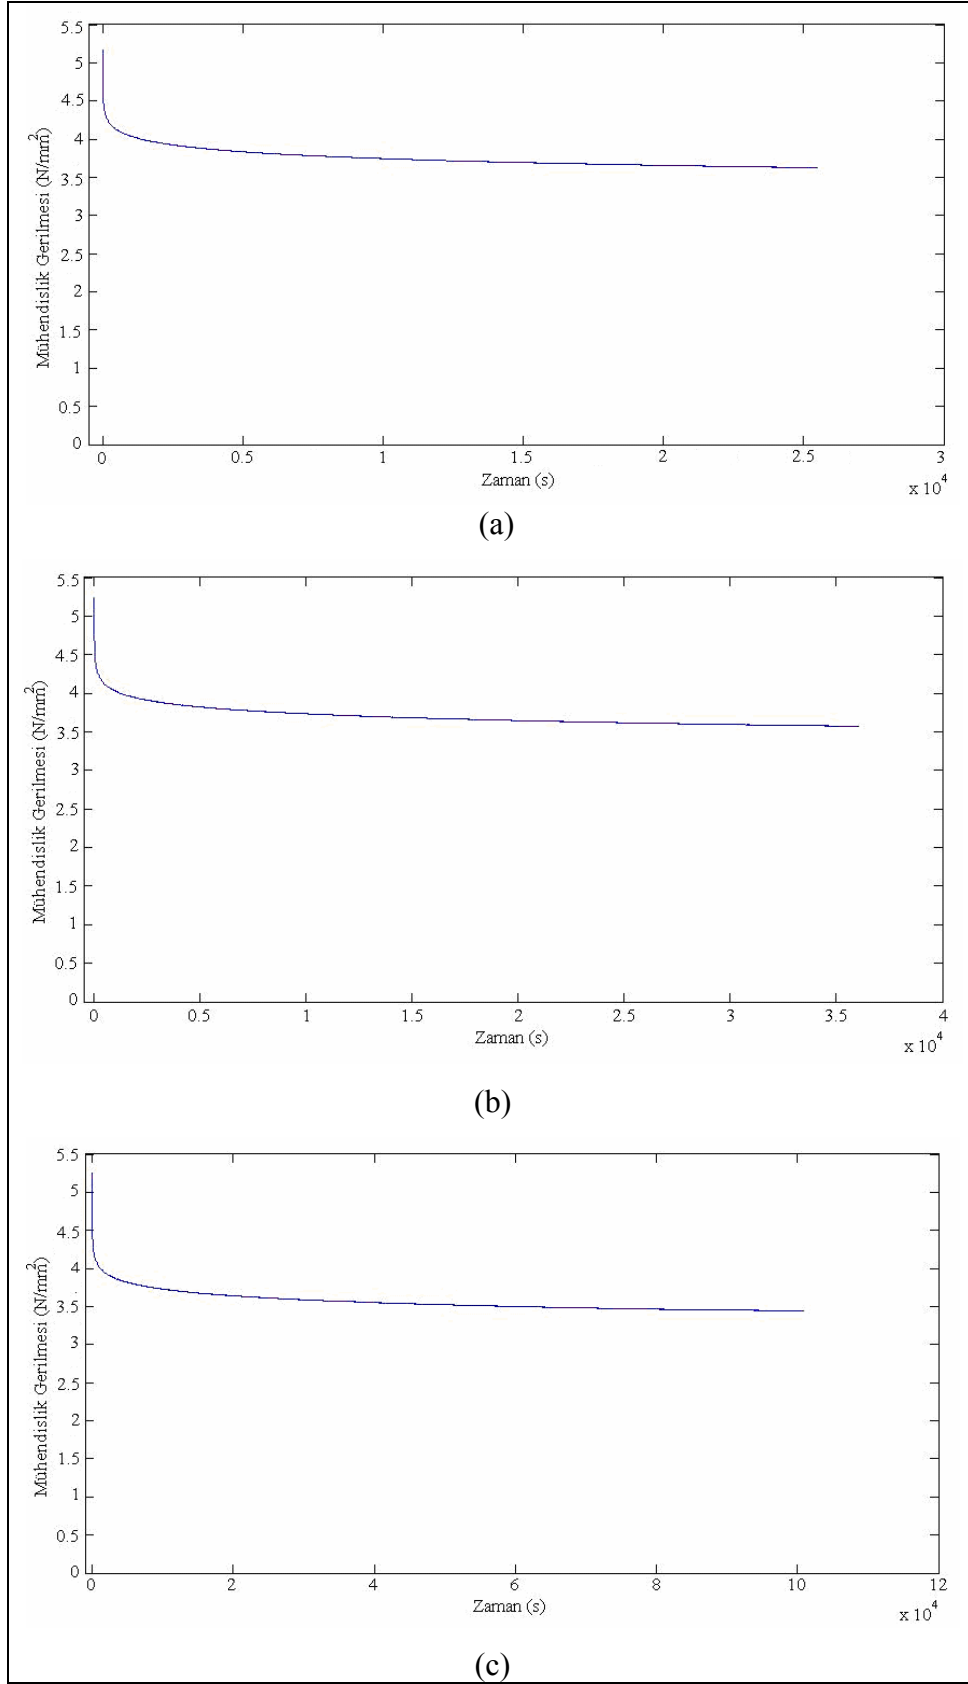 5.5
5
4.5
4
3.5
3
2.5
2
1.5
1
0.5
0
Mühendislik Gerilmesi (N/mm²)
0 0.5 1 1.5 2 2.5 3
Zaman (s)
x 10⁴
(a)
5.5
5
4.5
4
3.5
3
2.5
2
1.5
1
0.5
0
Mühendislik Gerilmesi (N/mm²)
0 0.5 1 1.5 2 2.5 3 3.5 4
Zaman (s)
x 10⁴
(b)
5.5
5
4.5
4
3.5
3
2.5
2
1.5
1
0.5
0
Mühendislik Gerilmesi (N/mm²)
0 2 4 6 8 10 12
Zaman (s)
x 10⁴
(c)